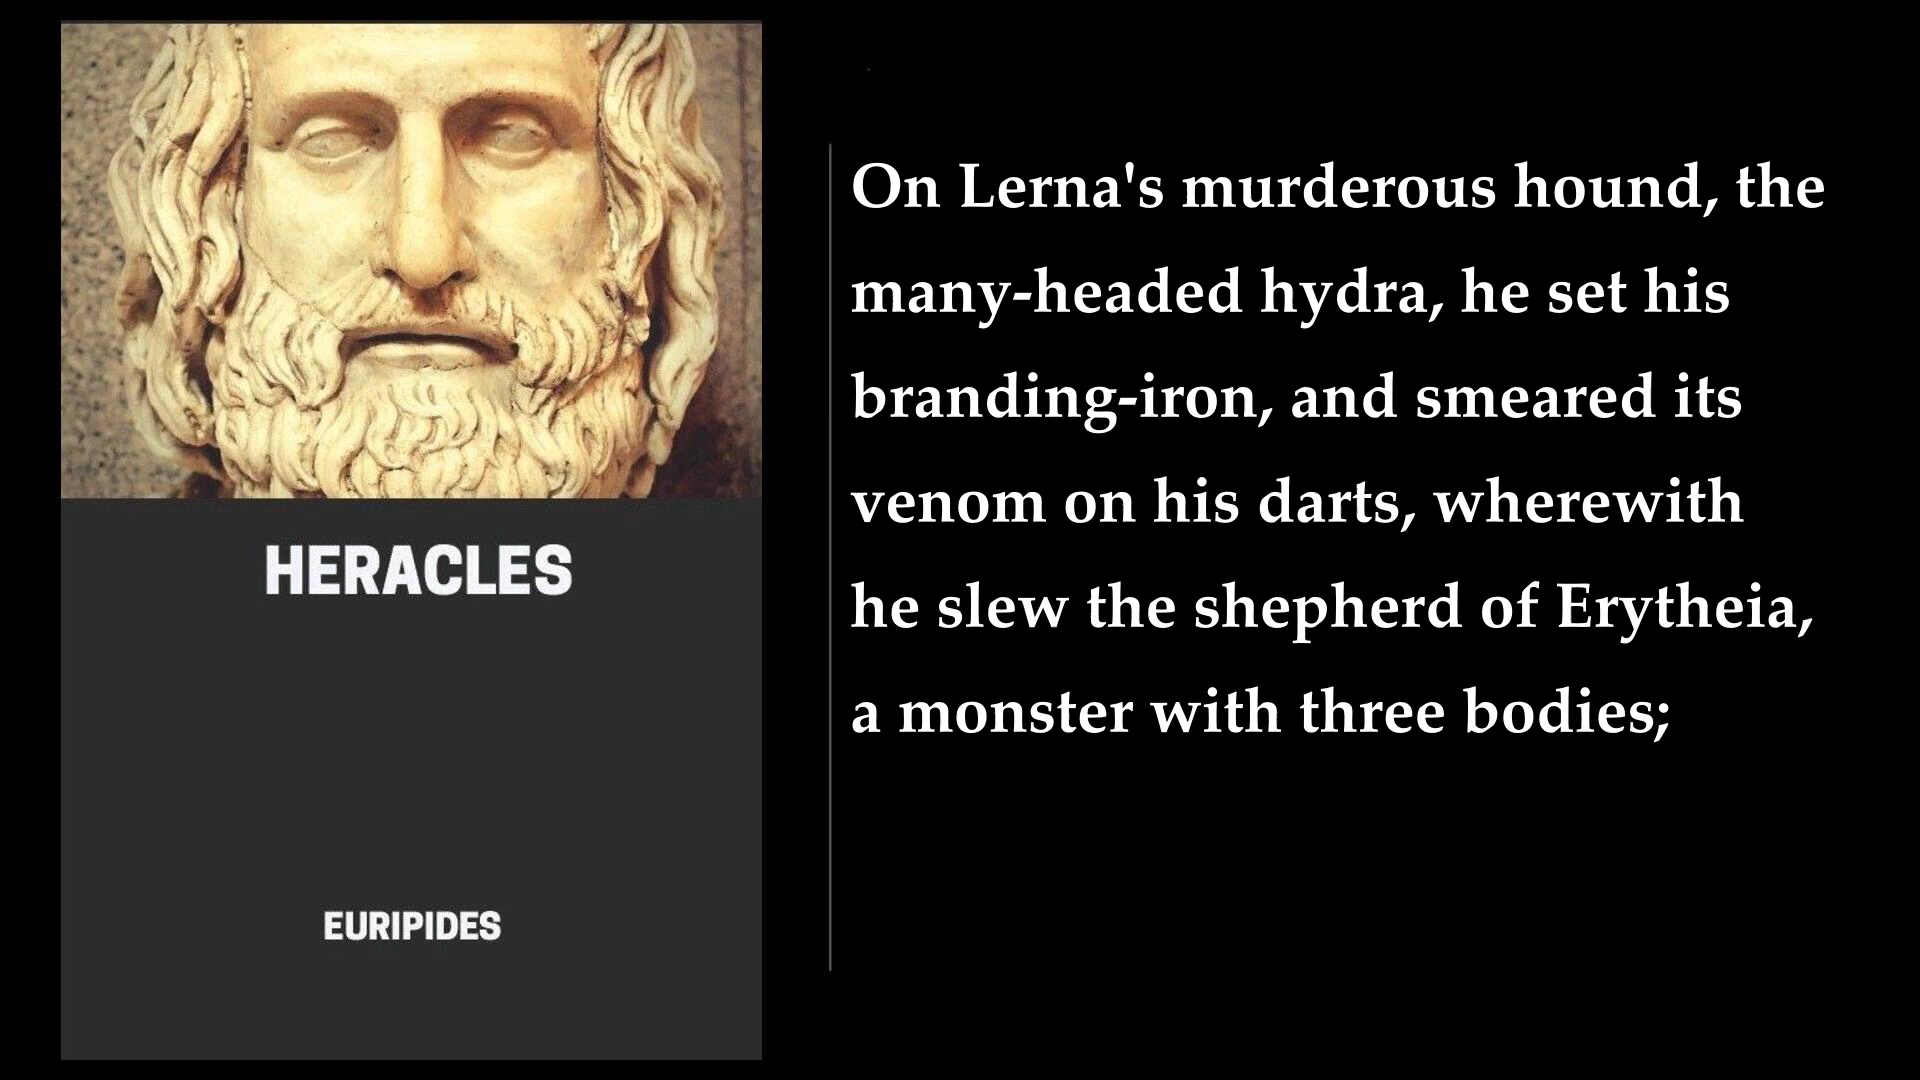 HERACLES
EURIPIDES
On Lerna's murderous hound, the
many-headed hydra, he set his
branding-iron, and smeared its
venom on his darts, wherewith
he slew the shepherd of Erytheia,
a monster with three bodies;